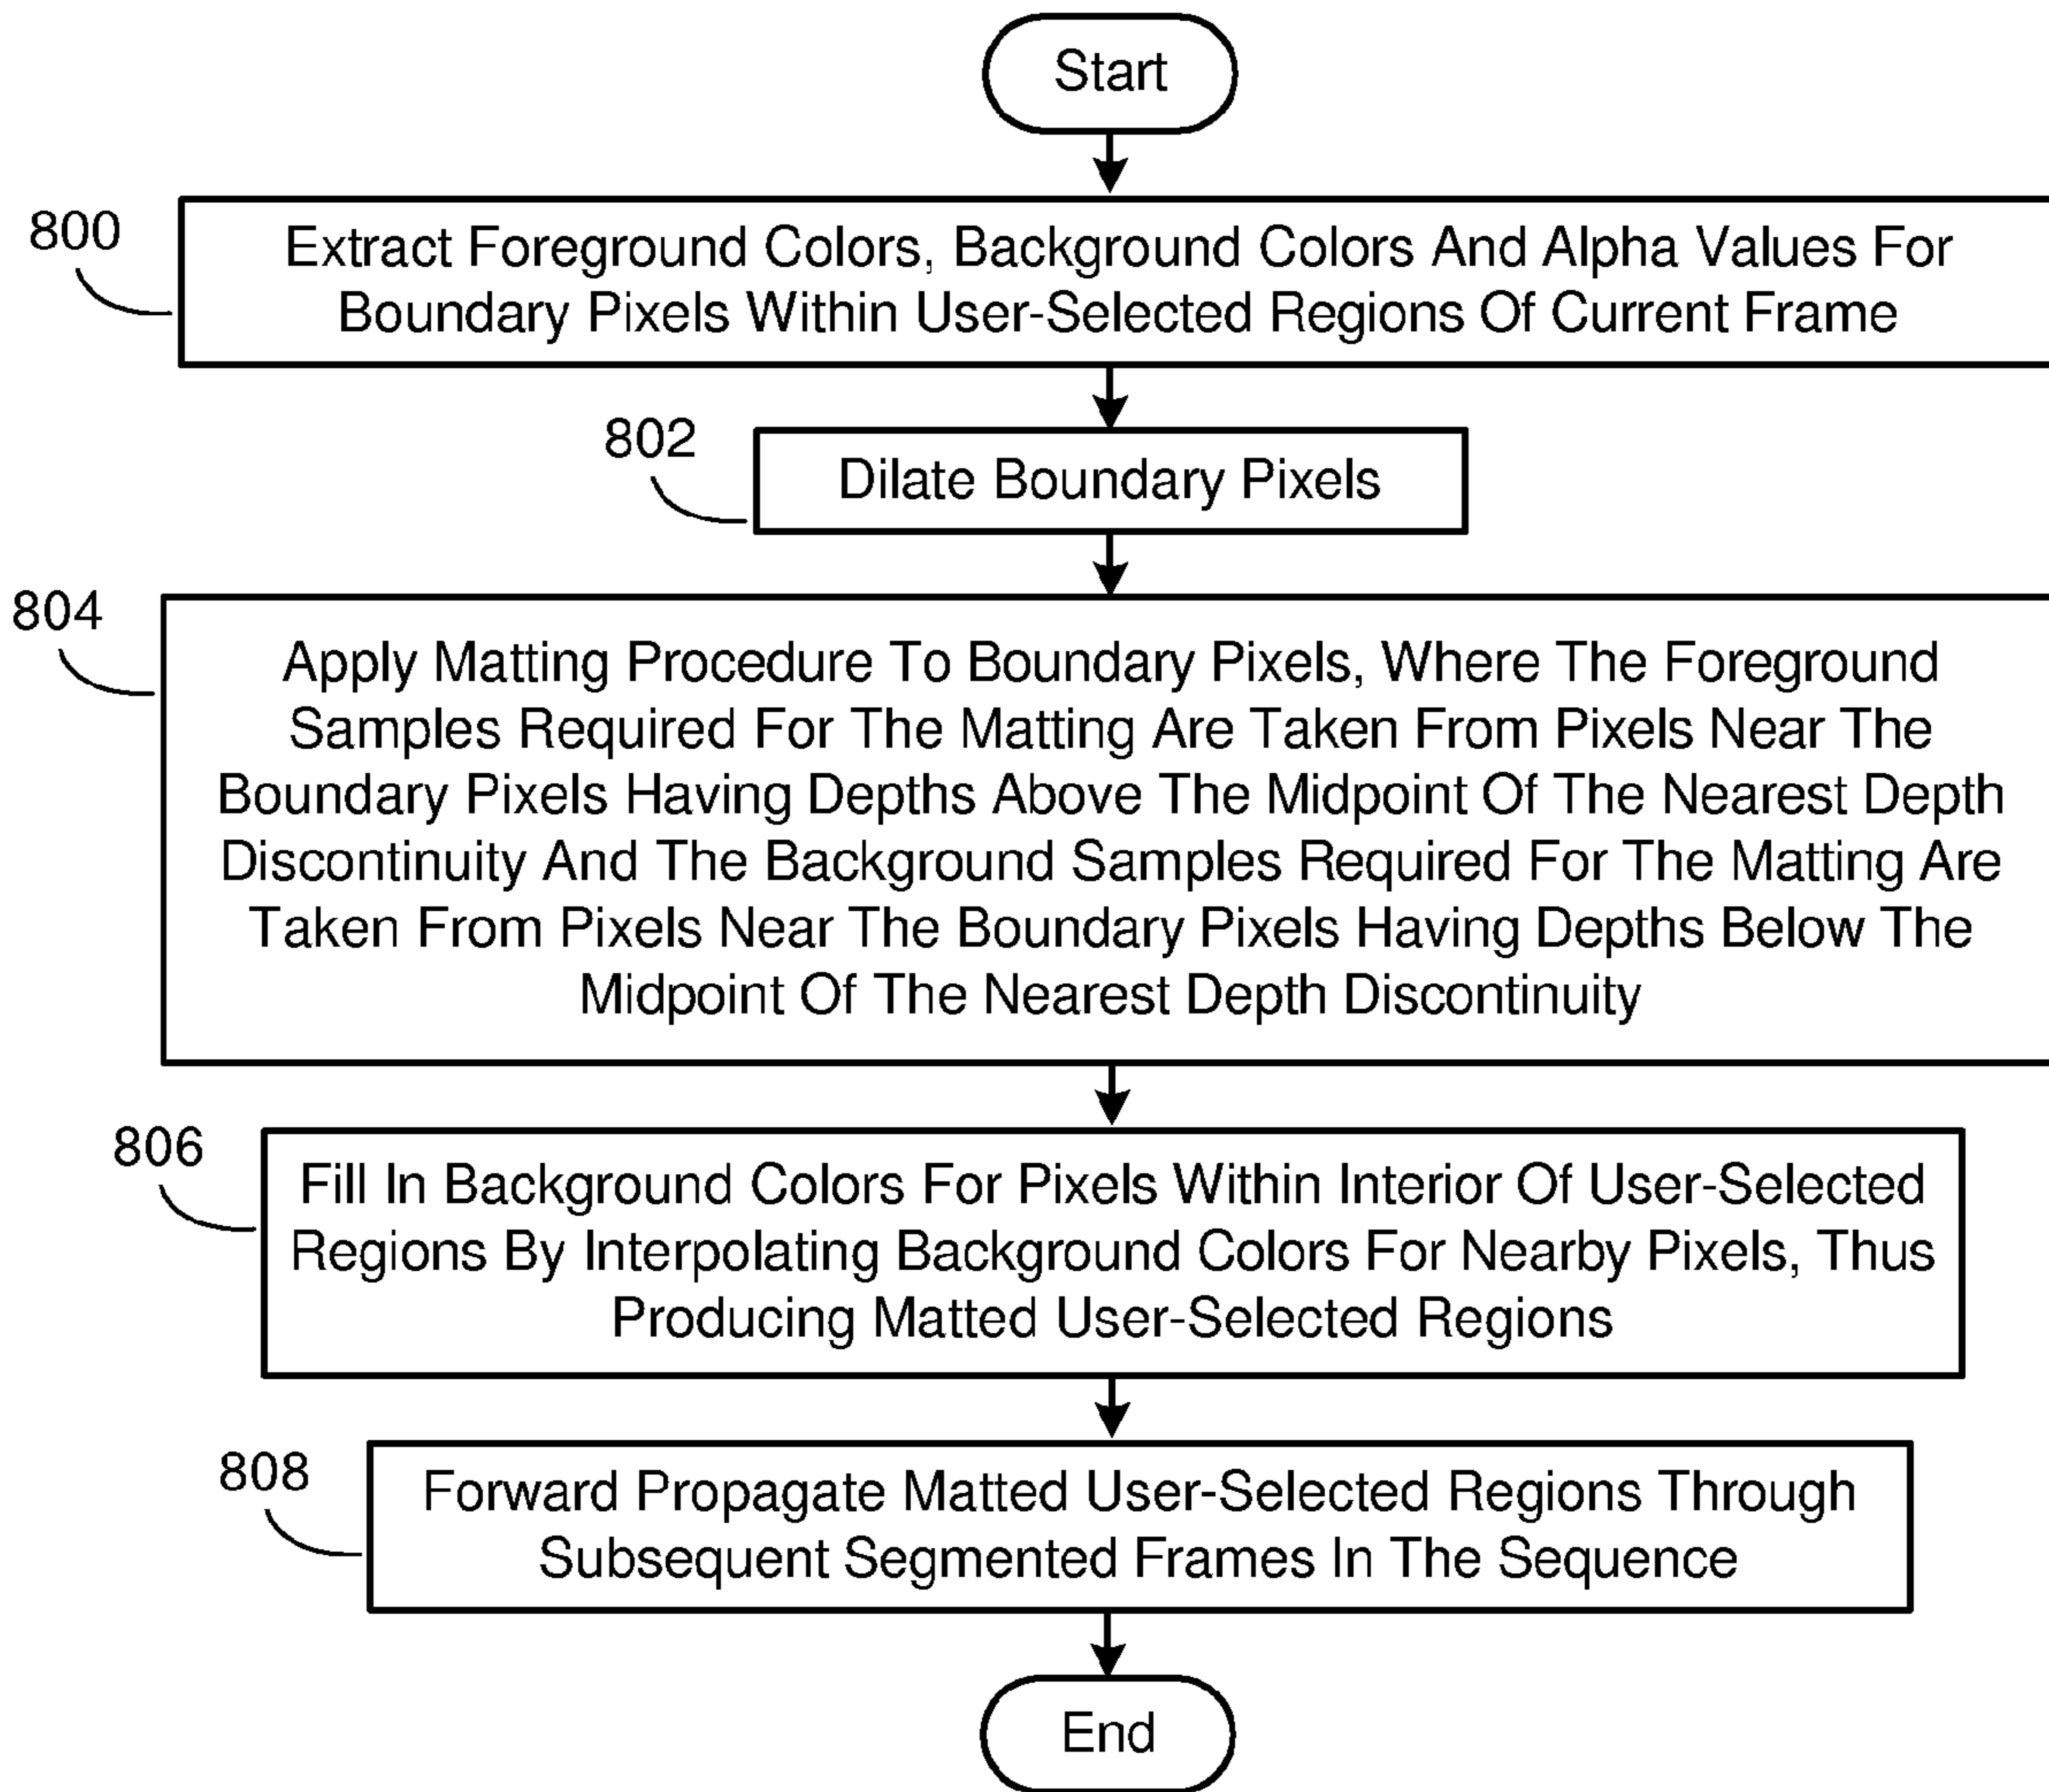 Start
800
Extract Foreground Colors, Background Colors And Alpha Values For
Boundary Pixels Within User-Selected Regions Of Current Frame
802
Dilate Boundary Pixels
804
Apply Matting Procedure To Boundary Pixels, Where The Foreground
Samples Required For The Matting Are Taken From Pixels Near The
Boundary Pixels Having Depths Above The Midpoint Of The Nearest Depth
Discontinuity And The Background Samples Required For The Matting Are
Taken From Pixels Near The Boundary Pixels Having Depths Below The
Midpoint Of The Nearest Depth Discontinuity
806
Fill In Background Colors For Pixels Within Interior Of User-Selected
Regions By Interpolating Background Colors For Nearby Pixels, Thus
Producing Matted User-Selected Regions
808
Forward Propagate Matted User-Selected Regions Through
Subsequent Segmented Frames In The Sequence
End